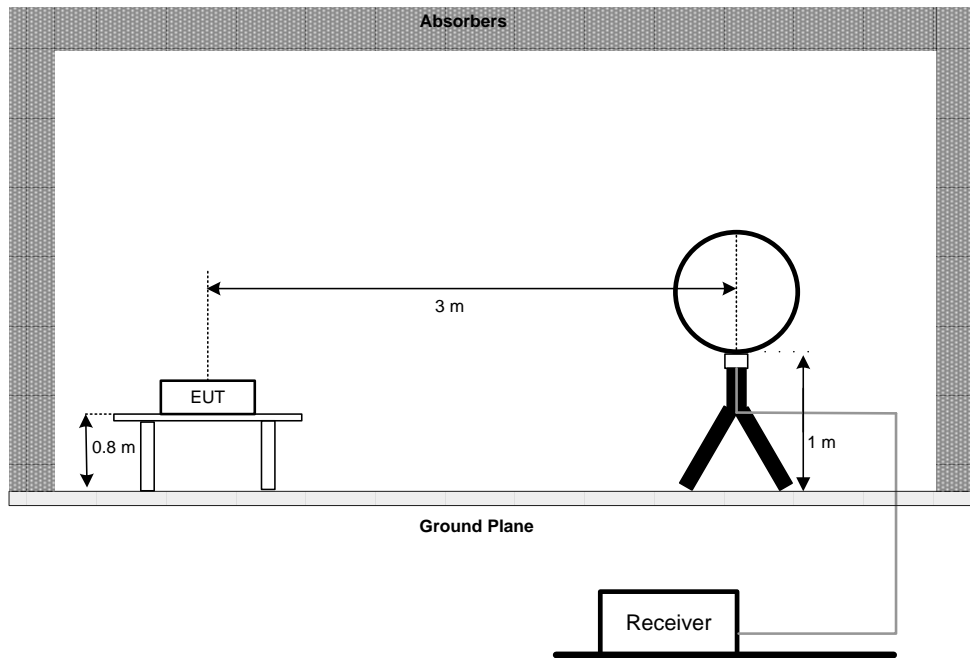 Absorbers
3 m
EUT
0.8 m
1 m
Ground Plane
Receiver